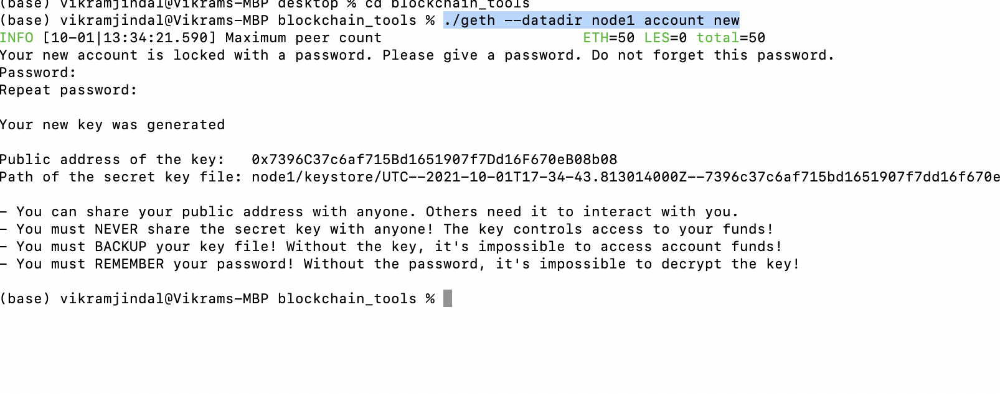 (base) vikramjindal@Vikrams-MBP desktop % cd blockchain_tools
(base) vikramjindal@Vikrams-MBP blockchain_tools % ./geth --datadir node1 account new
INFO [10-01|13:34:21.590] Maximum peer count ETH=50 LES=0 total=50
Your new account is locked with a password. Please give a password. Do not forget this password.
Password:
Repeat password:
Your new key was generated
Public address of the key: 0x7396C37c6af715Bd1651907f7Dd16F670eB08b08
Path of the secret key file: node1/keystore/UTC--2021-10-01T17-34-43.813014000Z--7396c37c6af715bd1651907f7dd16f670e
- You can share your public address with anyone. Others need it to interact with you.
- You must NEVER share the secret key with anyone! The key controls access to your funds!
- You must BACKUP your key file! Without the key, it's impossible to access account funds!
- You must REMEMBER your password! Without the password, it's impossible to decrypt the key!
(base) vikramjindal@Vikrams-MBP blockchain_tools %